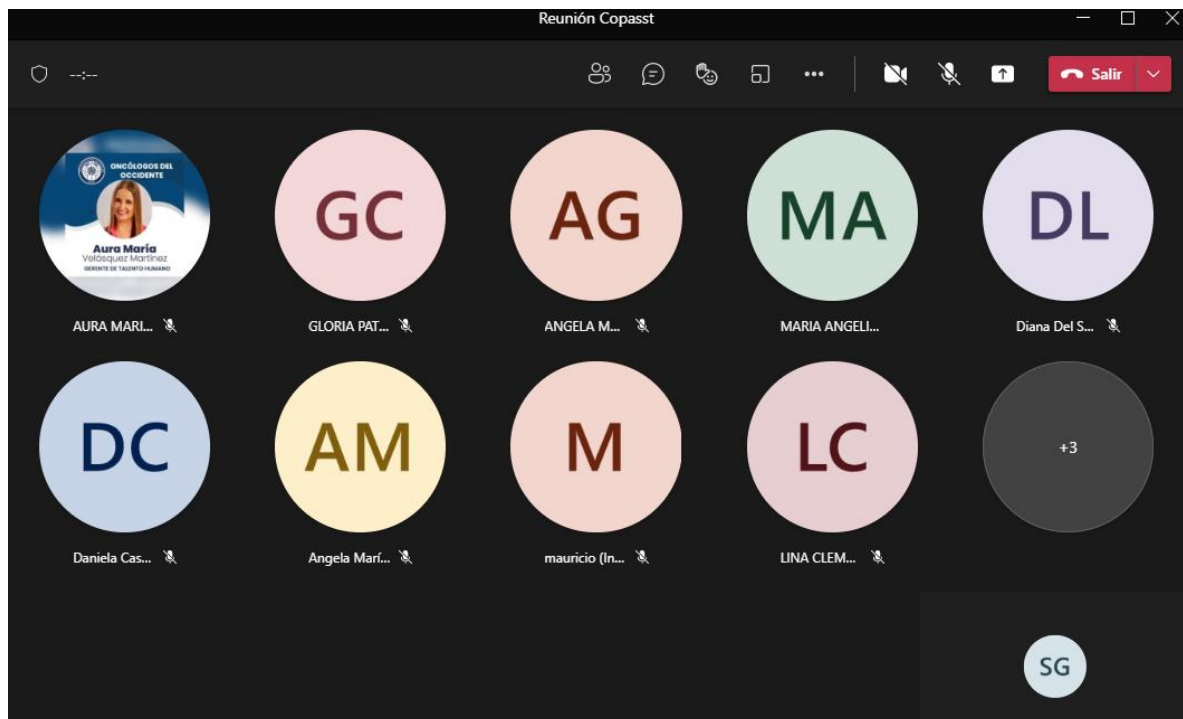 Reunión Copasst
--:--
Salir
ONCÓLOGOS DEL
OCCIDENTE
Aura María
Velásquez Martínez
GERENTE DE TALENTO HUMANO
GC
AG
MA
DL
AURA MARI...
GLORIA PAT...
ANGELA M...
MARIA ANGELI...
Diana Del S...
DC
AM
M
LC
+3
Daniela Cas...
Angela Marí...
mauricio (In...
LINA CLEM...
SG